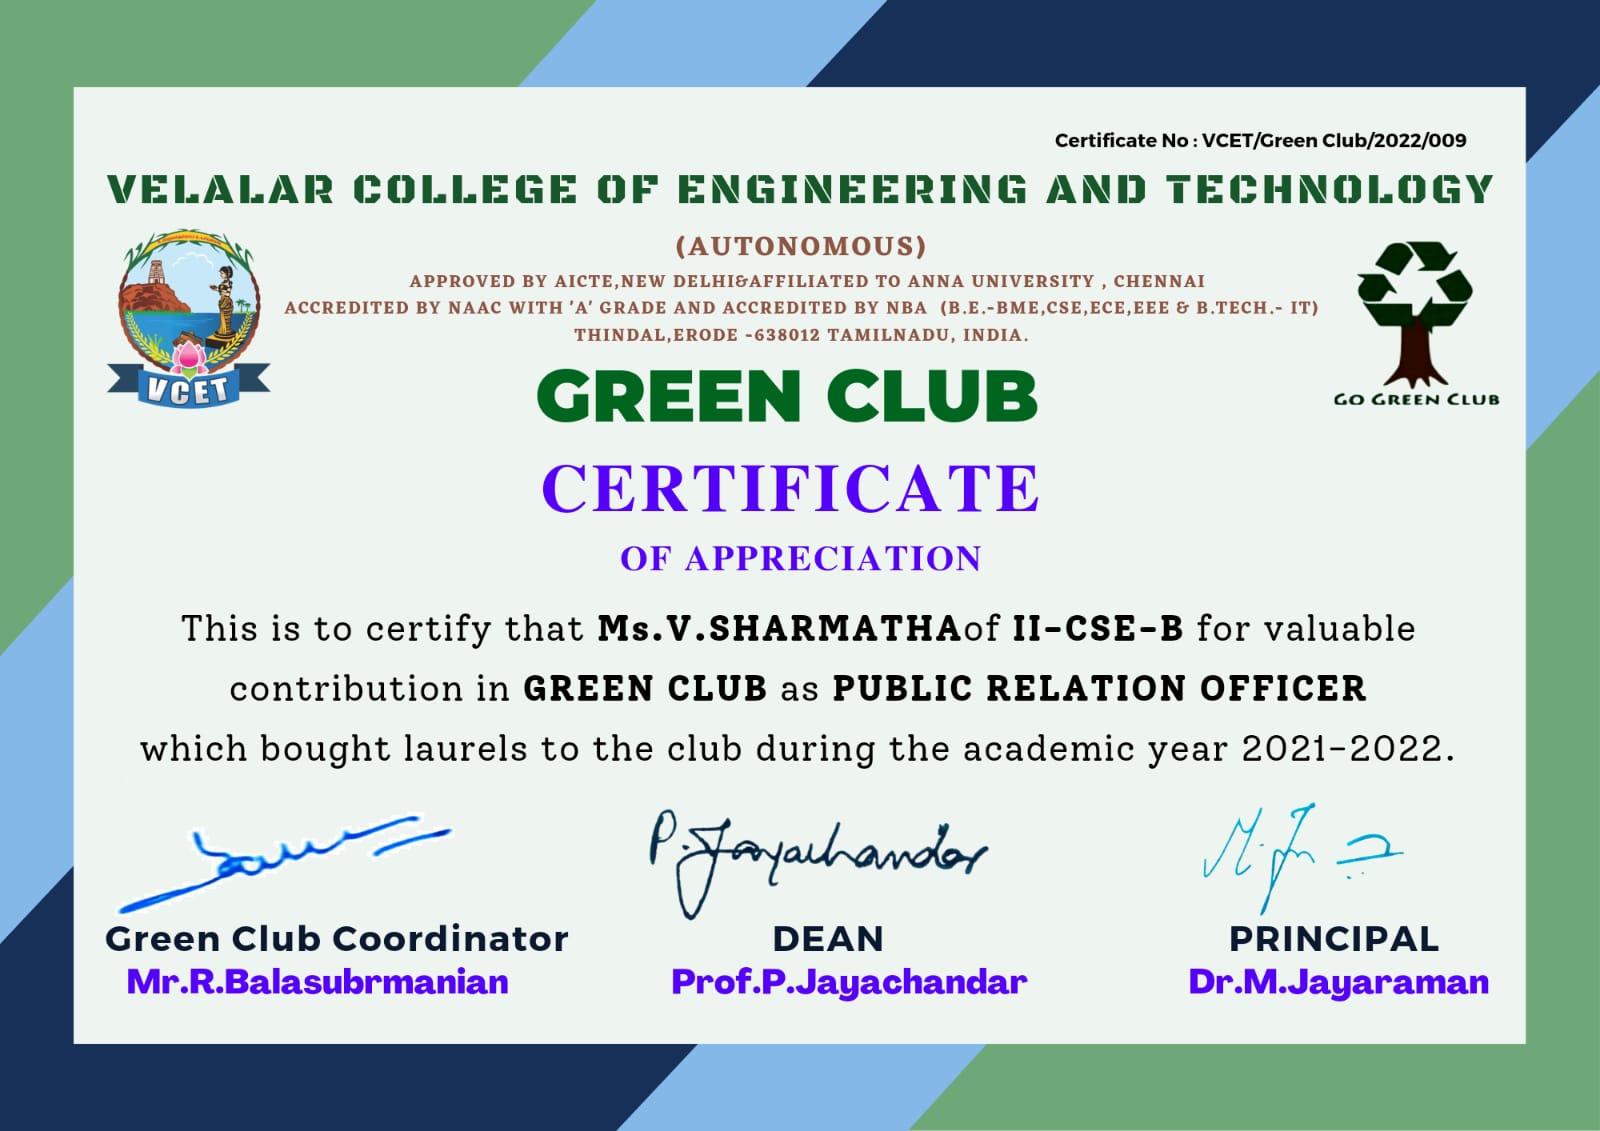 Certificate No : VCET/Green Club/2022/009
VELALAR COLLEGE OF ENGINEERING AND TECHNOLOGY
(AUTONOMOUS)
APPROVED BY AICTE,NEW DELHI&AFFILIATED TO ANNA UNIVERSITY , CHENNAI
ACCREDITED BY NAAC WITH 'A' GRADE AND ACCREDITED BY NBA (B.E.-BME,CSE,ECE,EEE & B.TECH.- IT)
THINDAL,ERODE -638012 TAMILNADU, INDIA.
VCET
GO GREEN CLUB
GREEN CLUB
CERTIFICATE
OF APPRECIATION
This is to certify that Ms.V.SHARMATHAof II-CSE-B for valuable
contribution in GREEN CLUB as PUBLIC RELATION OFFICER
which bought laurels to the club during the academic year 2021-2022.
P.Jayachandar
Green Club Coordinator
Mr.R.Balasubrmanian
DEAN
Prof.P.Jayachandar
PRINCIPAL
Dr.M.Jayaraman